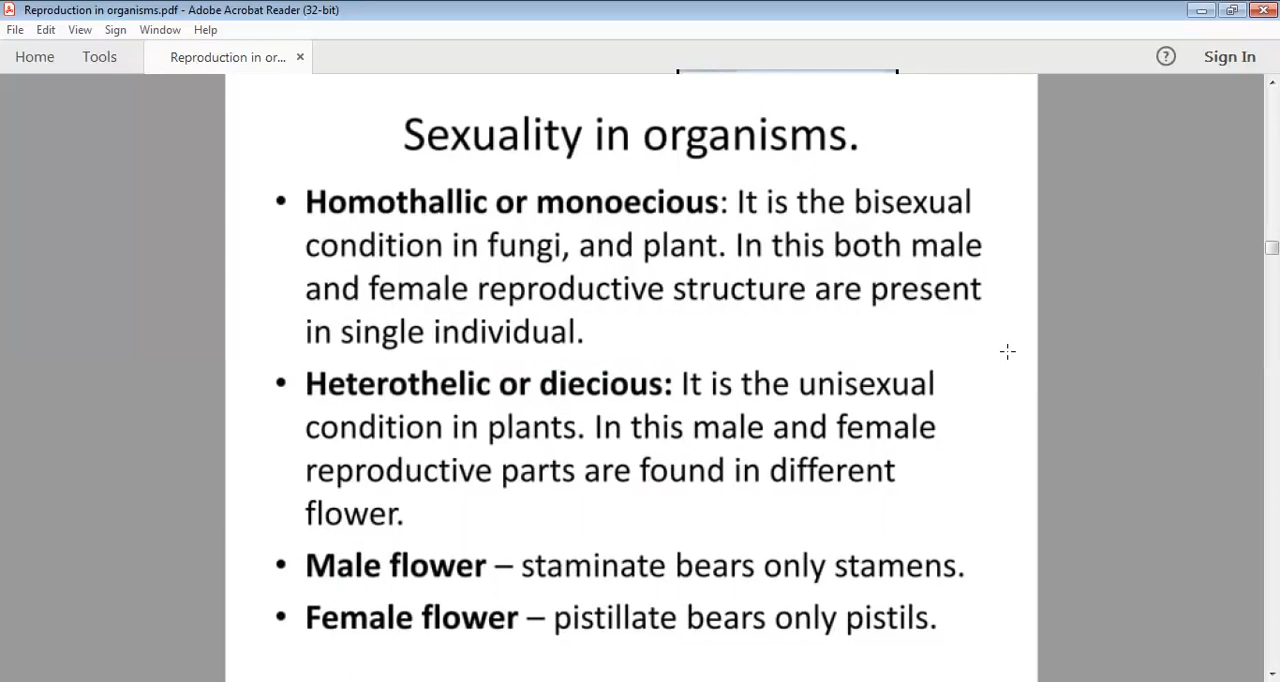 Reproduction in organisms.pdf - Adobe Acrobat Reader (32-bit)
File Edit View Sign Window Help
Home Tools Reproduction in or... × ? Sign In
Sexuality in organisms.
• Homothallic or monoecious: It is the bisexual
condition in fungi, and plant. In this both male
and female reproductive structure are present
in single individual.
• Heterothelic or diecious: It is the unisexual
condition in plants. In this male and female
reproductive parts are found in different
flower.
• Male flower – staminate bears only stamens.
• Female flower – pistillate bears only pistils.